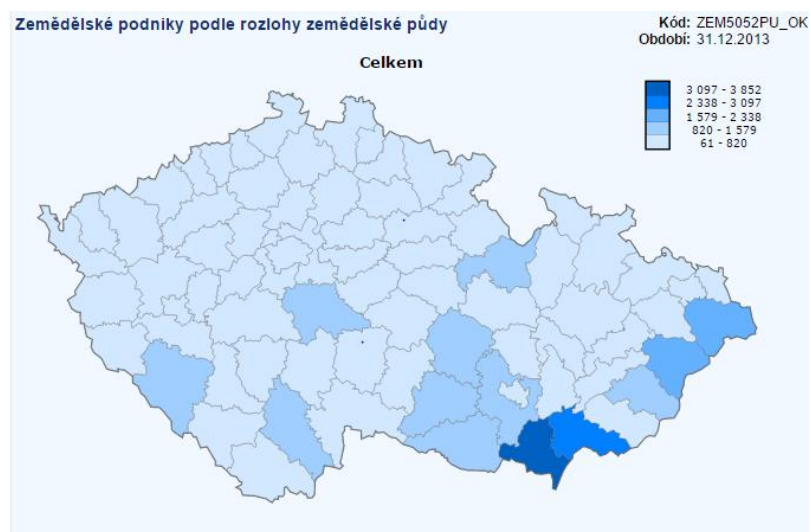 Zemědělské podniky podle rozlohy zemědělské půdy
Kód: ZEM5052PU_OK
Období: 31.12.2013
Celkem
3 097 - 3 852
2 338 - 3 097
1 579 - 2 338
820 - 1 579
61 - 820